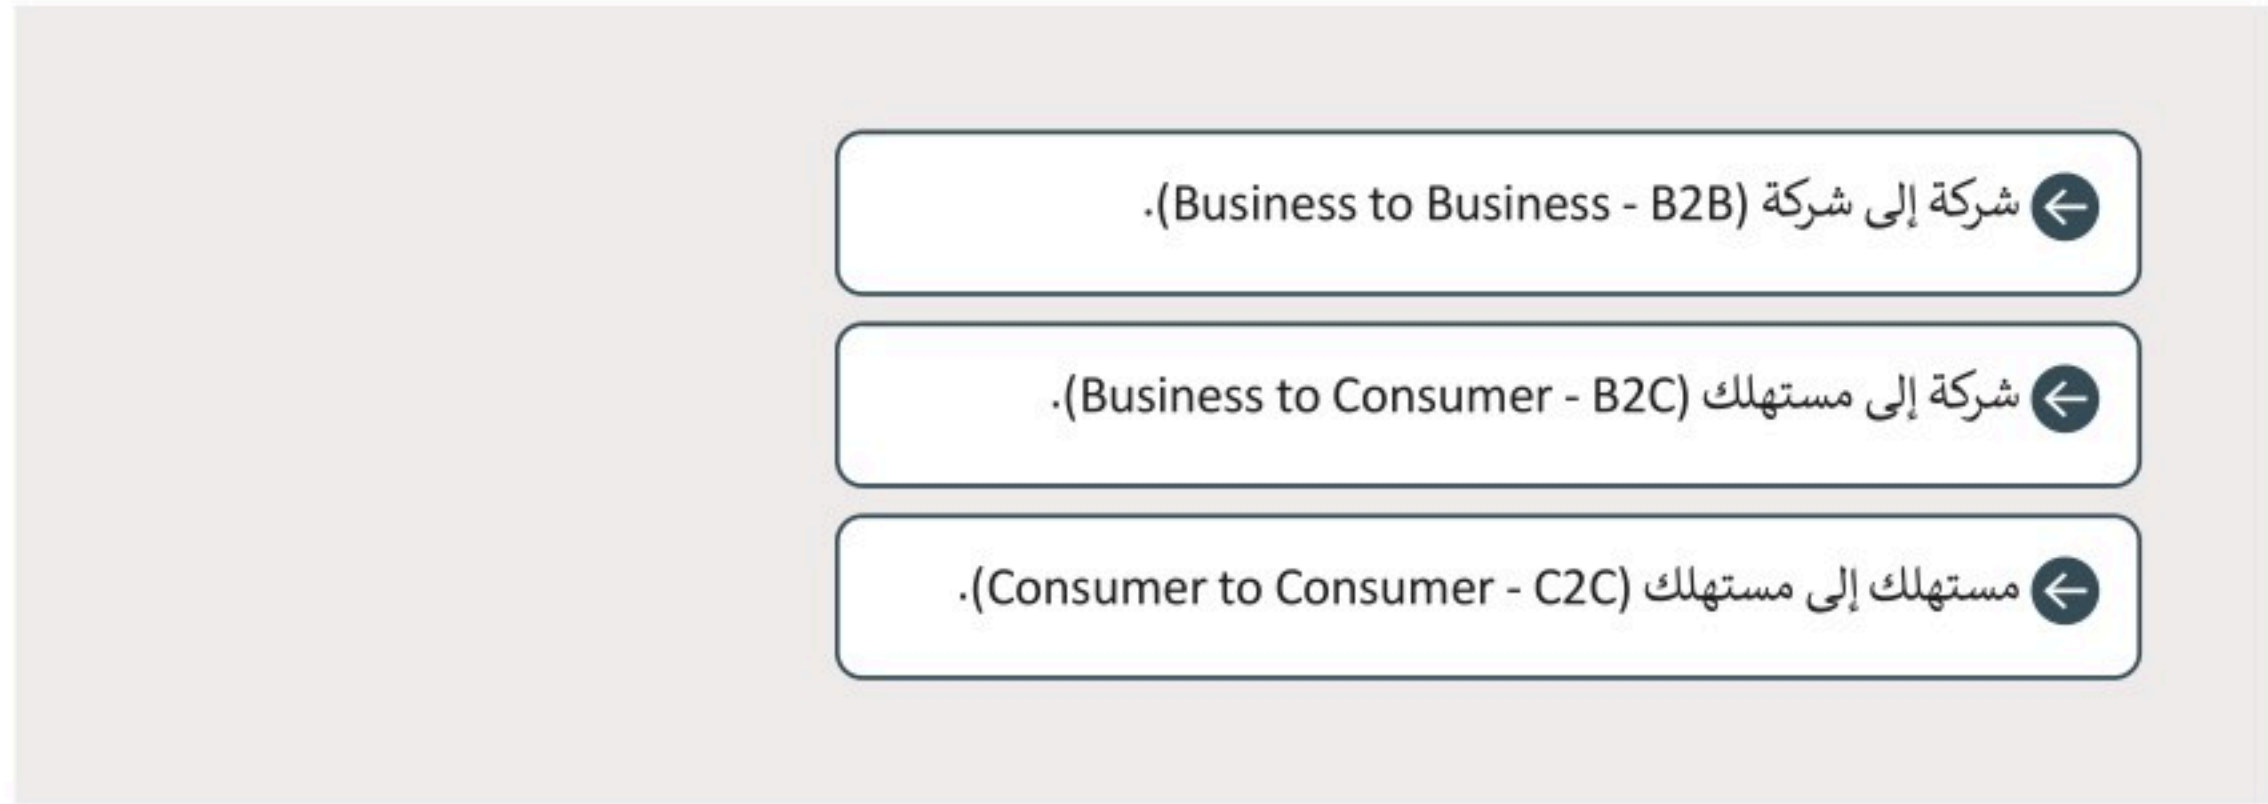 شركة إلى شركة (Business to Business - B2B).
شركة إلى مستهلك (Business to Consumer - B2C).
مستهلك إلى مستهلك (Consumer to Consumer - C2C).